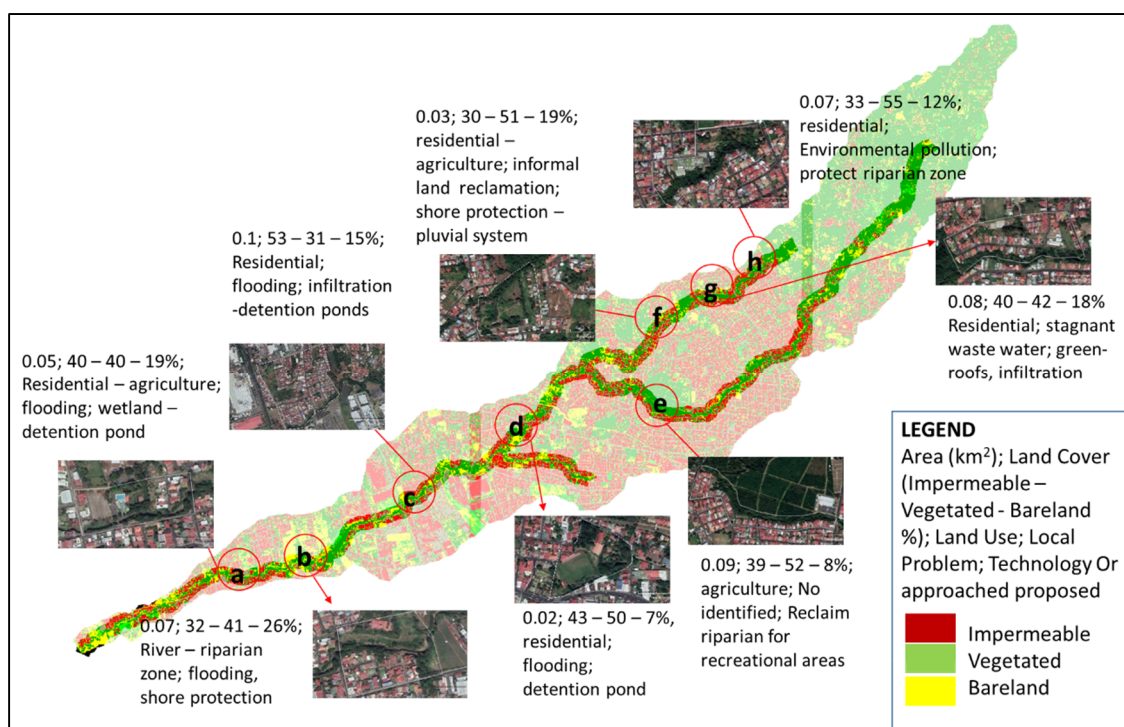 0.03; 30 – 51 – 19%;
residential –
agriculture; informal
land reclamation;
shore protection –
pluvial system
0.07; 33 – 55 – 12%;
residential;
Environmental pollution;
protect riparian zone
0.1; 53 – 31 – 15%;
Residential;
flooding; infiltration
-detention ponds
0.05; 40 – 40 – 19%;
Residential – agriculture;
flooding; wetland –
detention pond
h
g
f
e
d
c
b
a
0.08; 40 – 42 – 18%
Residential; stagnant
waste water; green-
roofs, infiltration
0.07; 32 – 41 – 26%;
River – riparian
zone; flooding,
shore protection
0.02; 43 – 50 – 7%,
residential;
flooding;
detention pond
0.09; 39 – 52 – 8%;
agriculture; No
identified; Reclaim
riparian for
recreational areas
LEGEND
Area (km²); Land Cover
(Impermeable –
Vegetated - Bareland
%); Land Use; Local
Problem; Technology Or
approached proposed
Impermeable
Vegetated
Bareland